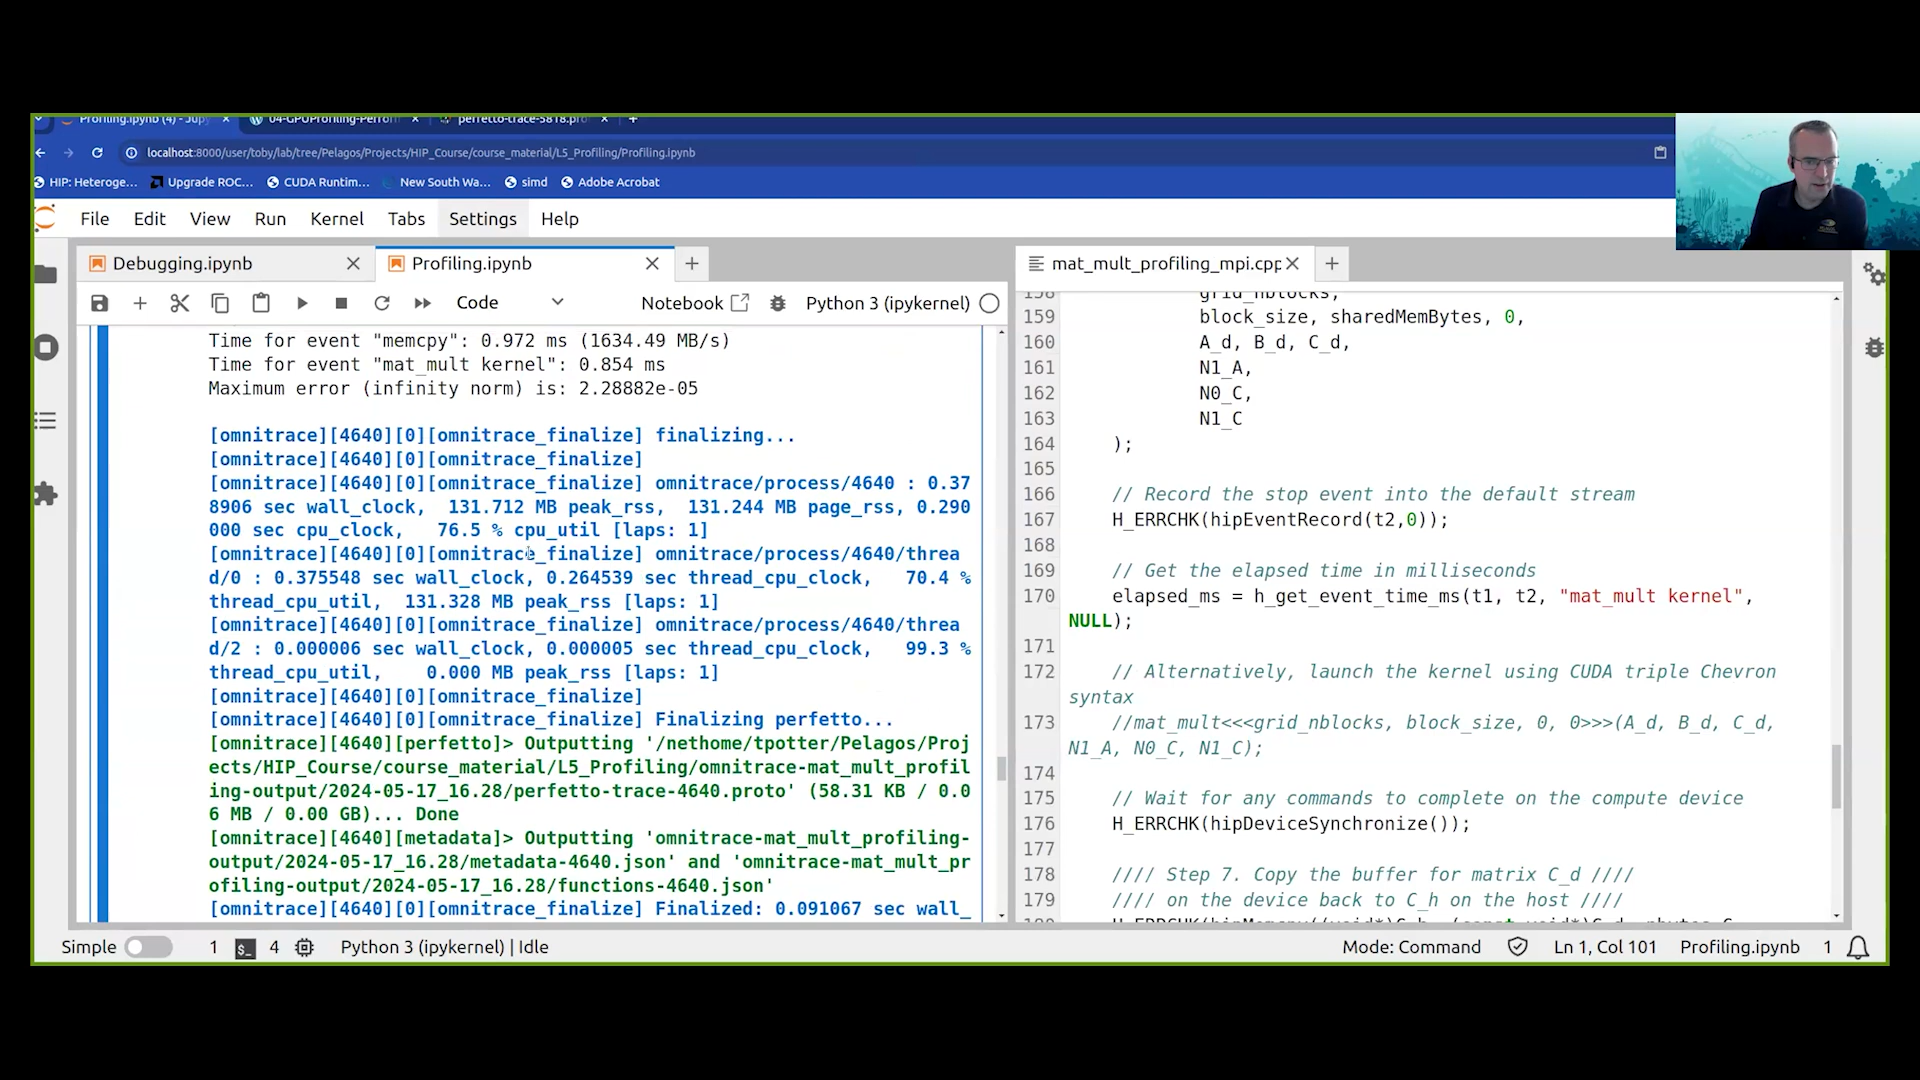 Profiling.ipynb (4) - Jupy
04-GPUProfiling-Perform
perfetto-trace-5818.pro
localhost:8000/user/toby/lab/tree/Pelagos/Projects/HIP_Course/course_material/L5_Profiling/Profiling.ipynb
HIP: Heteroge... Upgrade ROC... CUDA Runtim... New South Wa... simd Adobe Acrobat
File Edit View Run Kernel Tabs Settings Help
Debugging.ipynb Profiling.ipynb
Code Notebook Python 3 (ipykernel)
Time for event "memcpy": 0.972 ms (1634.49 MB/s)
Time for event "mat_mult kernel": 0.854 ms
Maximum error (infinity norm) is: 2.28882e-05
[omnitrace][4640][0][omnitrace_finalize] finalizing...
[omnitrace][4640][0][omnitrace_finalize]
[omnitrace][4640][0][omnitrace_finalize] omnitrace/process/4640 : 0.37
8906 sec wall_clock,  131.712 MB peak_rss,  131.244 MB page_rss, 0.290
000 sec cpu_clock,   76.5 % cpu_util [laps: 1]
[omnitrace][4640][0][omnitrace_finalize] omnitrace/process/4640/threa
d/0 : 0.375548 sec wall_clock, 0.264539 sec thread_cpu_clock,   70.4 %
thread_cpu_util,  131.328 MB peak_rss [laps: 1]
[omnitrace][4640][0][omnitrace_finalize] omnitrace/process/4640/threa
d/2 : 0.000006 sec wall_clock, 0.000005 sec thread_cpu_clock,   99.3 %
thread_cpu_util,    0.000 MB peak_rss [laps: 1]
[omnitrace][4640][0][omnitrace_finalize]
[omnitrace][4640][0][omnitrace_finalize] Finalizing perfetto...
[omnitrace][4640][perfetto]> Outputting '/nethome/tpotter/Pelagos/Proj
ects/HIP_Course/course_material/L5_Profiling/omnitrace-mat_mult_profil
ing-output/2024-05-17_16.28/perfetto-trace-4640.proto' (58.31 KB / 0.0
6 MB / 0.00 GB)... Done
[omnitrace][4640][metadata]> Outputting 'omnitrace-mat_mult_profiling-
output/2024-05-17_16.28/metadata-4640.json' and 'omnitrace-mat_mult_pr
ofiling-output/2024-05-17_16.28/functions-4640.json'
[omnitrace][4640][0][omnitrace_finalize] Finalized: 0.091067 sec wall_
mat_mult_profiling_mpi.cpp
158 grid_nblocks,
159 block_size, sharedMemBytes, 0,
160 A_d, B_d, C_d,
161 N1_A,
162 N0_C,
163 N1_C
164 );
165
166 // Record the stop event into the default stream
167 H_ERRCHK(hipEventRecord(t2,0));
168
169 // Get the elapsed time in milliseconds
170 elapsed_ms = h_get_event_time_ms(t1, t2, "mat_mult kernel",
NULL);
171
172 // Alternatively, launch the kernel using CUDA triple Chevron
syntax
173 //mat_mult<<<grid_nblocks, block_size, 0, 0>>>(A_d, B_d, C_d,
N1_A, N0_C, N1_C);
174
175 // Wait for any commands to complete on the compute device
176 H_ERRCHK(hipDeviceSynchronize());
177
178 //// Step 7. Copy the buffer for matrix C_d ////
179 //// on the device back to C_h on the host ////
Simple 1 4 Python 3 (ipykernel) | Idle Mode: Command Ln 1, Col 101 Profiling.ipynb 1